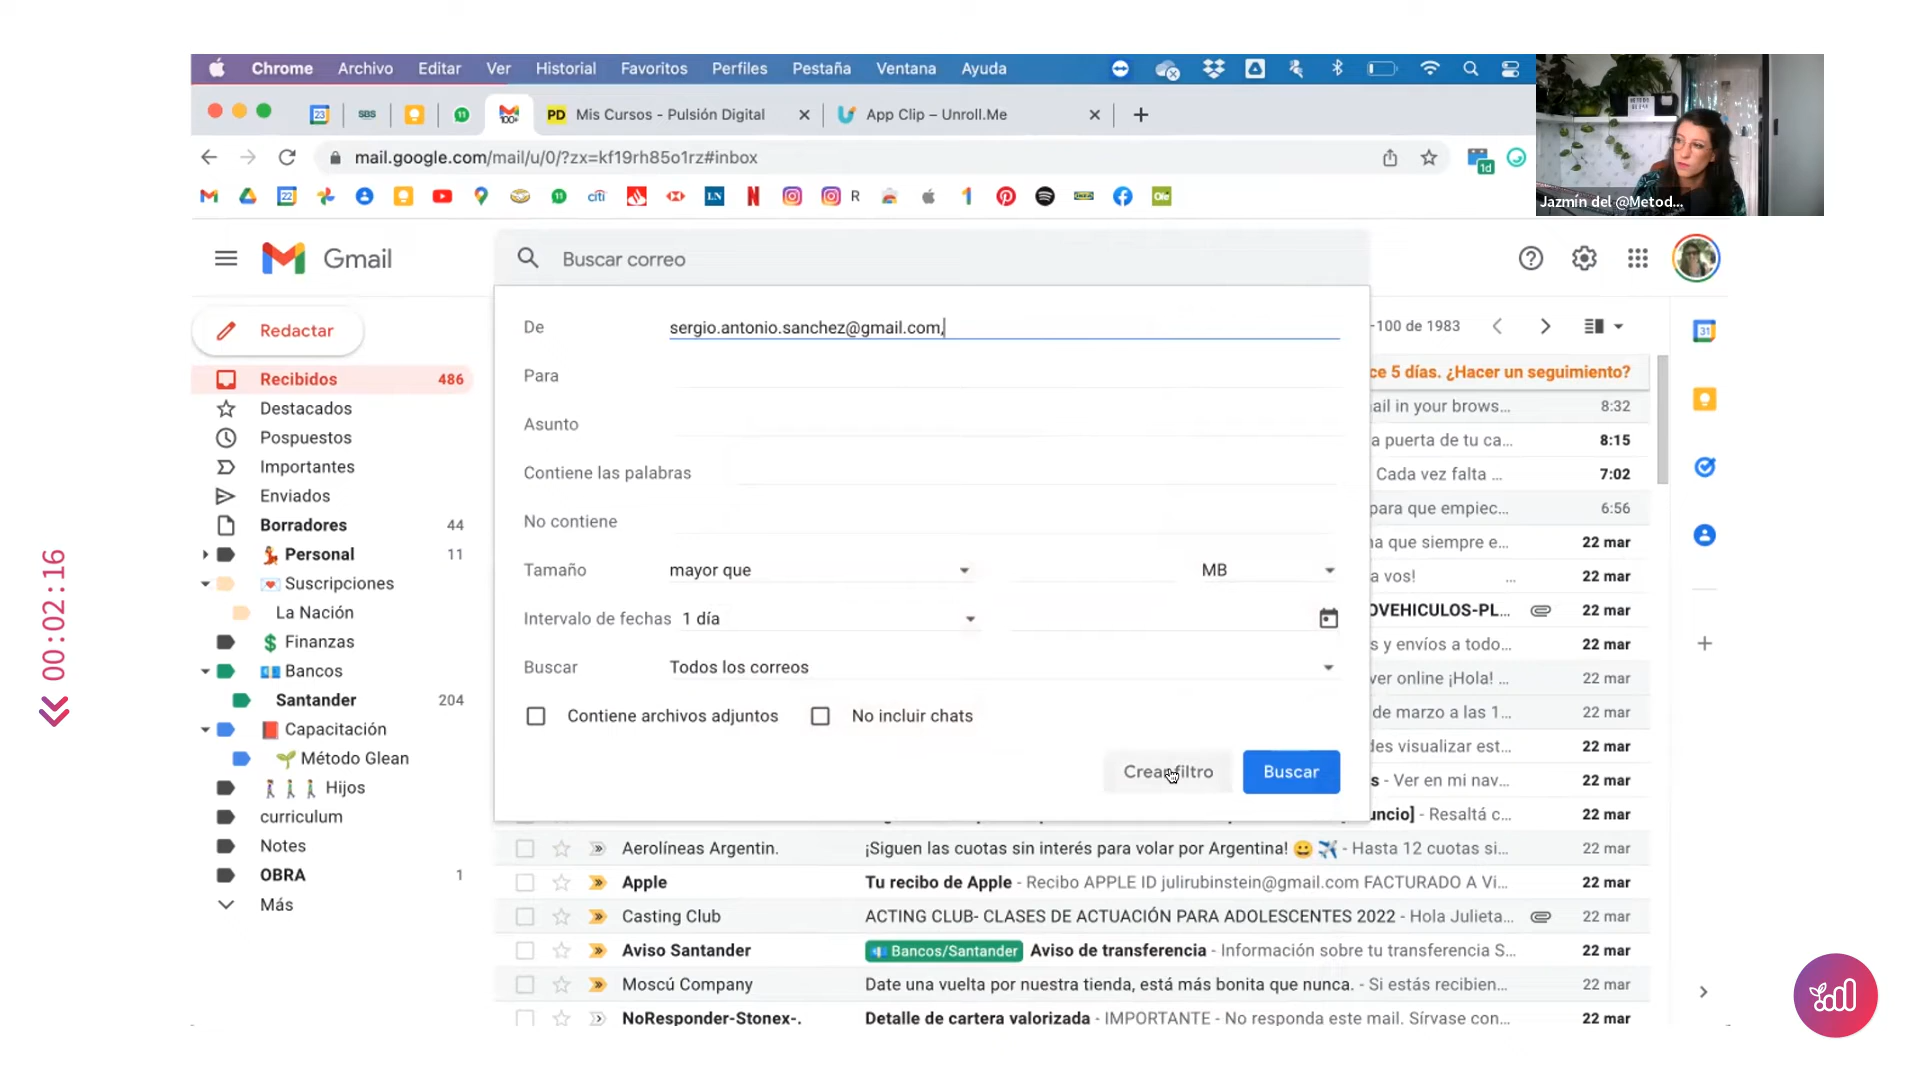 Chrome Archivo Editar Ver Historial Favoritos Perfiles Pestaña Ventana Ayuda
Mis Cursos - Pulsión Digital
App Clip – Unroll.Me
mail.google.com/mail/u/0/?zx=kf19rh85o1rz#inbox
Jazmín del @Metod...
Gmail
Buscar correo
Redactar
Recibidos 486
Destacados
Pospuestos
Importantes
Enviados
Borradores 44
Personal 11
Suscripciones
La Nación
Finanzas
Bancos
Santander 204
Capacitación
Método Glean
Hijos
curriculum
Notes
OBRA 1
Más
De sergio.antonio.sanchez@gmail.com,
Para
Asunto
Contiene las palabras
No contiene
Tamaño mayor que MB
Intervalo de fechas 1 día
Buscar Todos los correos
Contiene archivos adjuntos No incluir chats
Crear filtro Buscar
-100 de 1983
ce 5 días. ¿Hacer un seguimiento?
ail in your brows... 8:32
a puerta de tu ca... 8:15
Cada vez falta ... 7:02
para que empiec... 6:56
na que siempre e... 22 mar
a vos! ... 22 mar
OVEHICULOS-PL... 22 mar
s y envíos a todo... 22 mar
ver online ¡Hola! ... 22 mar
de marzo a las 1... 22 mar
des visualizar est... 22 mar
s - Ver en mi nav... 22 mar
uncio] - Resaltá c... 22 mar
Aerolíneas Argentin. ¡Siguen las cuotas sin interés para volar por Argentina! 😀 ✈️ - Hasta 12 cuotas si... 22 mar
Apple Tu recibo de Apple - Recibo APPLE ID julirubinstein@gmail.com FACTURADO A Vi... 22 mar
Casting Club ACTING CLUB- CLASES DE ACTUACIÓN PARA ADOLESCENTES 2022 - Hola Julieta... 22 mar
Aviso Santander Bancos/Santander Aviso de transferencia - Información sobre tu transferencia S... 22 mar
Moscú Company Date una vuelta por nuestra tienda, está más bonita que nunca. - Si estás recibien... 22 mar
NoResponder-Stonex-. Detalle de cartera valorizada - IMPORTANTE - No responda este mail. Sírvase con... 22 mar
00:02:16